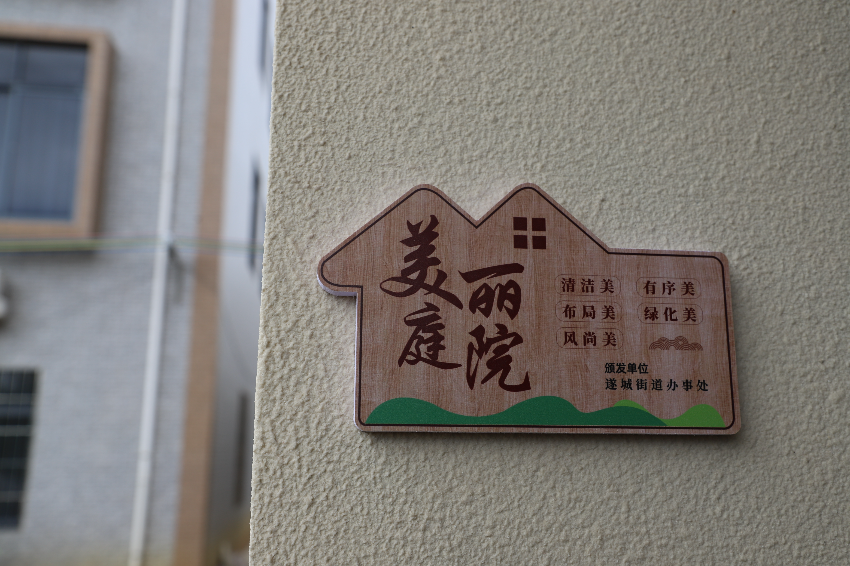 美丽
庭院
清洁美 有序美
布局美 绿化美
风尚美
颁发单位
遂城街道办事处